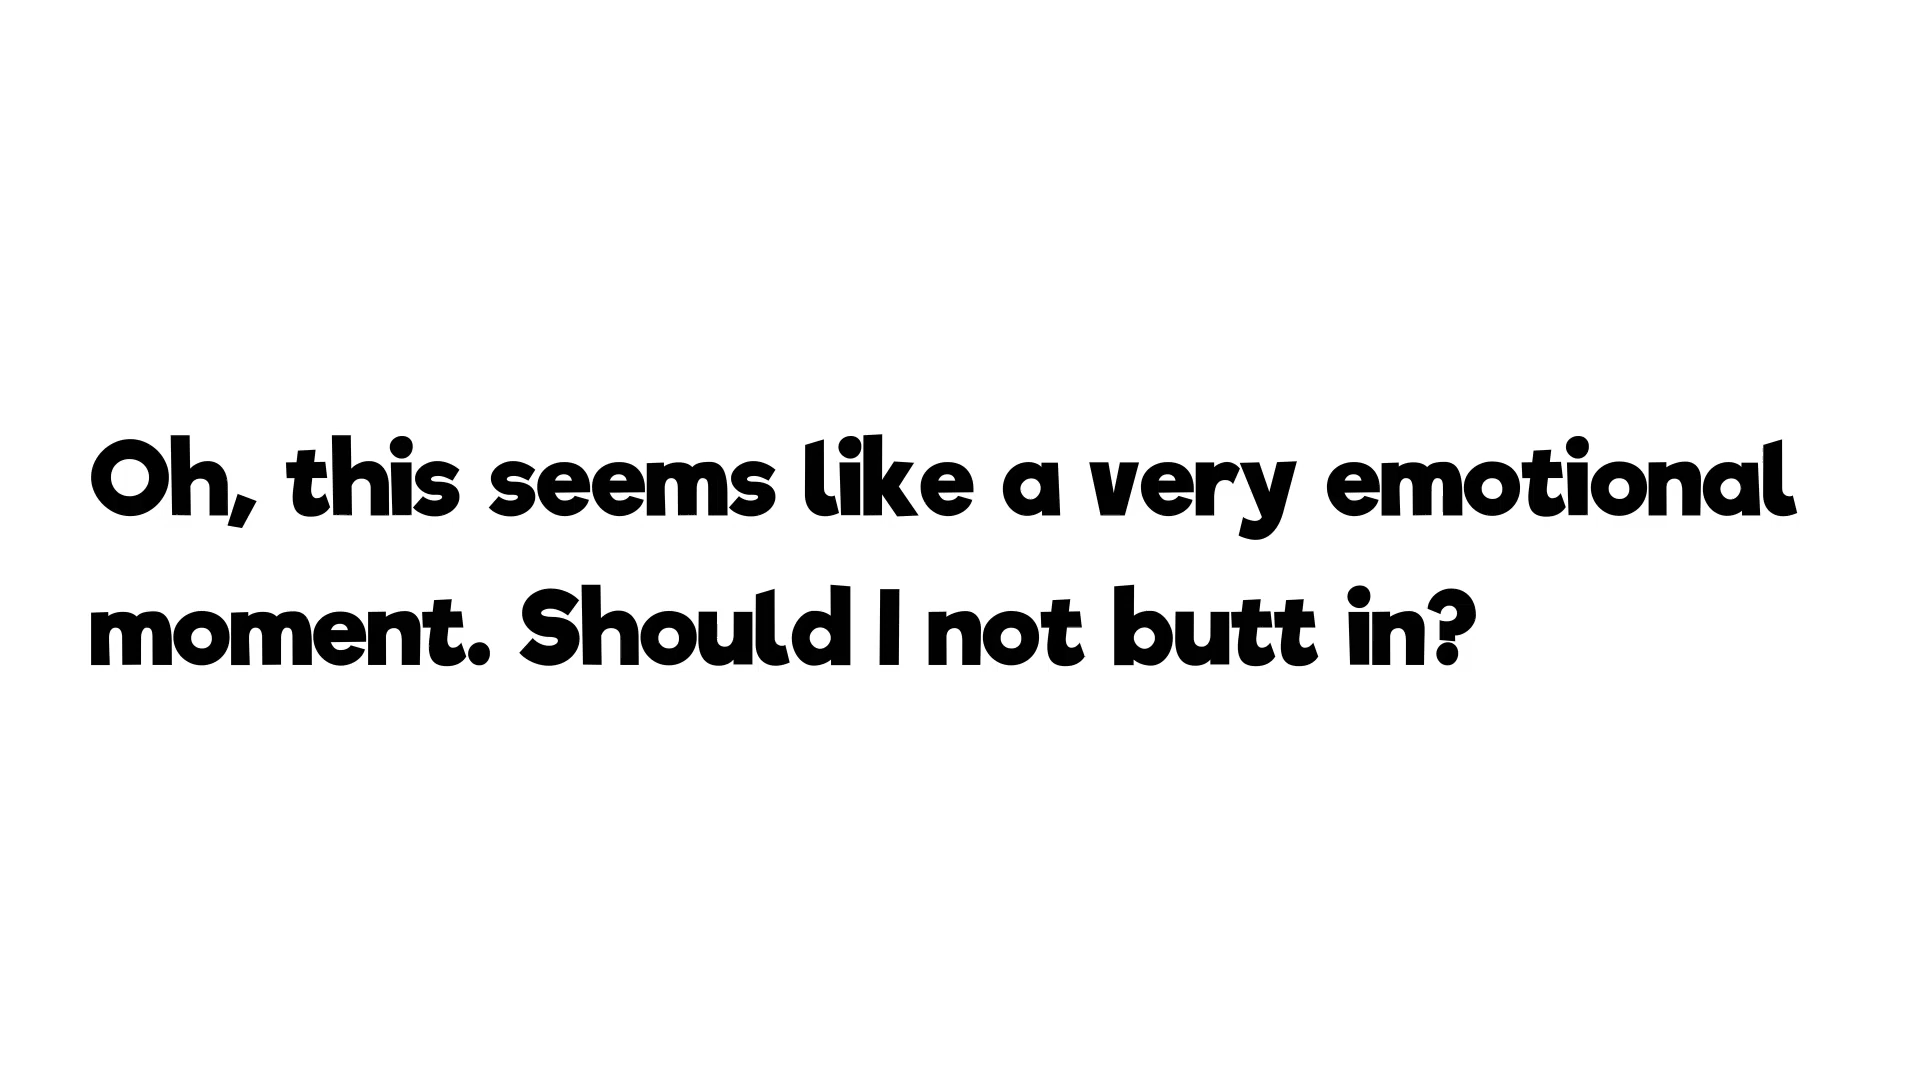 Oh, this seems like a very emotional
moment. Should I not butt in?